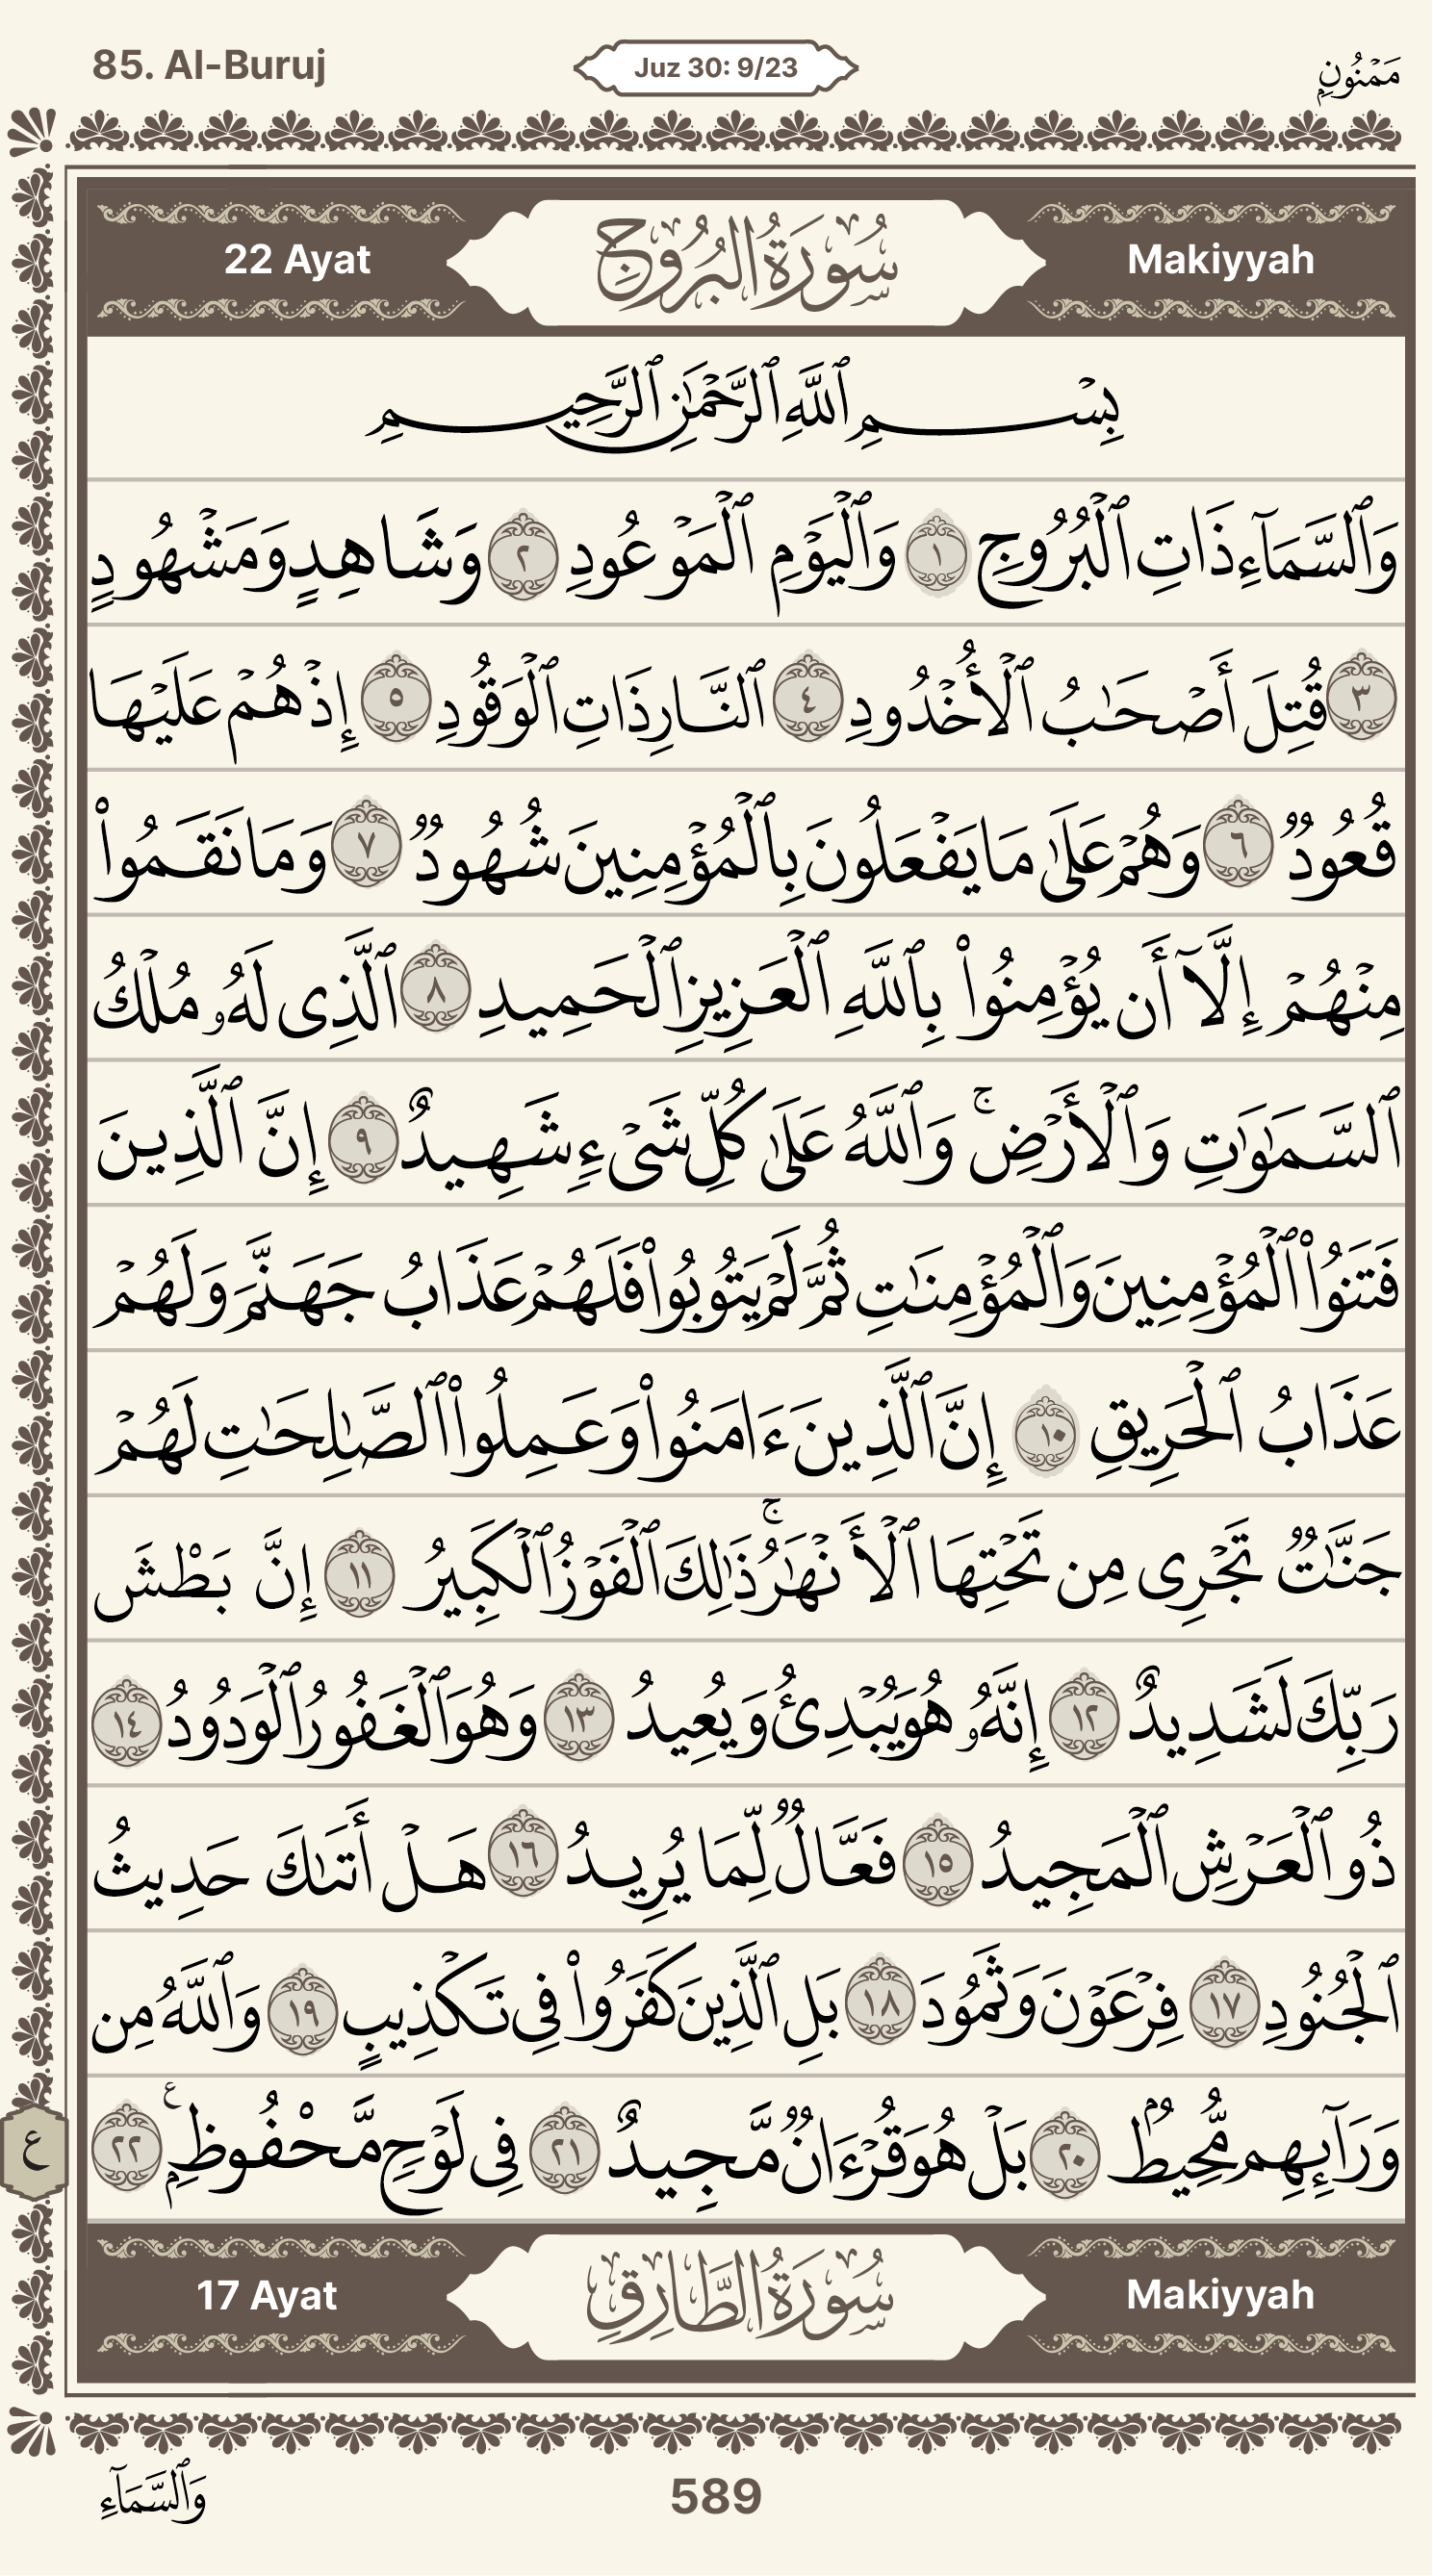 85. Al-Buruj
Juz 30: 9/23
مَمْنُونٍۭ
22 Ayat
سُورَةُ البُرُوجِ
Makiyyah
بِسْمِ ٱللَّهِ ٱلرَّحْمَٰنِ ٱلرَّحِيمِ
وَٱلسَّمَآءِ ذَاتِ ٱلْبُرُوجِ ١ وَٱلْيَوْمِ ٱلْمَوْعُودِ ٢ وَشَاهِدٍ وَمَشْهُودٍ
٣ قُتِلَ أَصْحَٰبُ ٱلْأُخْدُودِ ٤ ٱلنَّارِ ذَاتِ ٱلْوَقُودِ ٥ إِذْ هُمْ عَلَيْهَا
قُعُودٌ ٦ وَهُمْ عَلَىٰ مَا يَفْعَلُونَ بِٱلْمُؤْمِنِينَ شُهُودٌ ٧ وَمَا نَقَمُوا۟
مِنْهُمْ إِلَّآ أَن يُؤْمِنُوا۟ بِٱللَّهِ ٱلْعَزِيزِ ٱلْحَمِيدِ ٨ ٱلَّذِى لَهُۥ مُلْكُ
ٱلسَّمَٰوَٰتِ وَٱلْأَرْضِ ۚ وَٱللَّهُ عَلَىٰ كُلِّ شَىْءٍ شَهِيدٌ ٩ إِنَّ ٱلَّذِينَ
فَتَنُوا۟ ٱلْمُؤْمِنِينَ وَٱلْمُؤْمِنَٰتِ ثُمَّ لَمْ يَتُوبُوا۟ فَلَهُمْ عَذَابُ جَهَنَّمَ وَلَهُمْ
عَذَابُ ٱلْحَرِيقِ ١٠ إِنَّ ٱلَّذِينَ ءَامَنُوا۟ وَعَمِلُوا۟ ٱلصَّٰلِحَٰتِ لَهُمْ
جَنَّٰتٌ تَجْرِى مِن تَحْتِهَا ٱلْأَنْهَٰرُ ۚ ذَٰلِكَ ٱلْفَوْزُ ٱلْكَبِيرُ ١١ إِنَّ بَطْشَ
رَبِّكَ لَشَدِيدٌ ١٢ إِنَّهُۥ هُوَ يُبْدِئُ وَيُعِيدُ ١٣ وَهُوَ ٱلْغَفُورُ ٱلْوَدُودُ ١٤
ذُو ٱلْعَرْشِ ٱلْمَجِيدُ ١٥ فَعَّالٌ لِّمَا يُرِيدُ ١٦ هَلْ أَتَىٰكَ حَدِيثُ
ٱلْجُنُودِ ١٧ فِرْعَوْنَ وَثَمُودَ ١٨ بَلِ ٱلَّذِينَ كَفَرُوا۟ فِى تَكْذِيبٍ ١٩ وَٱللَّهُ مِن
وَرَآئِهِم مُّحِيطٌۢ ٢٠ بَلْ هُوَ قُرْءَانٌ مَّجِيدٌ ٢١ فِى لَوْحٍ مَّحْفُوظٍۭ ع ٢٢
ع
17 Ayat
سُورَةُ الطَّارِقِ
Makiyyah
وَٱلسَّمَآءِ
589